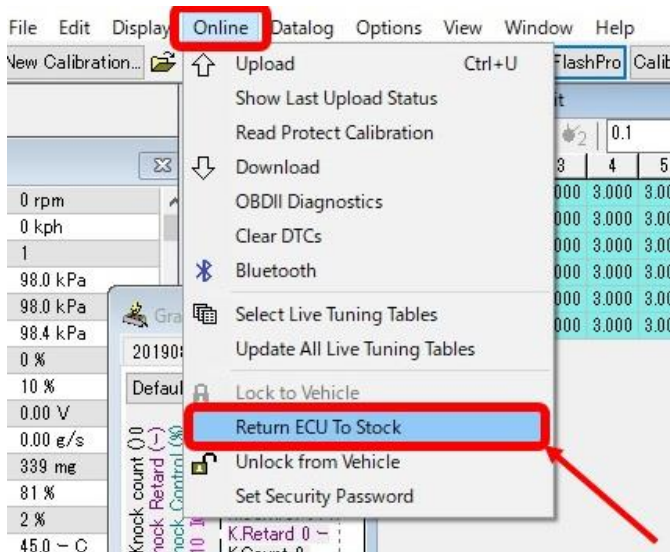 File Edit Display Online Datalog Options View Window Help
New Calibration... FlashPro Calib
Upload Ctrl+U
Show Last Upload Status
Read Protect Calibration
Download
OBDII Diagnostics
Clear DTCs
Bluetooth
Select Live Tuning Tables
Update All Live Tuning Tables
Lock to Vehicle
Return ECU To Stock
Unlock from Vehicle
Set Security Password
0 rpm
0 kph
1
98.0 kPa
98.0 kPa
98.4 kPa
0 %
10 %
0.00 V
0.00 g/s
339 mg
81 %
2 %
45.0 - C
Gra
20190
Defaul
Knock count ()0
Knock Retard (-)
Knock Control (%)
K.Retard 0 -
K.Count 0
it
2 0.1
3 4 5
000 3.000 3.00
000 3.000 3.00
000 3.000 3.00
000 3.000 3.00
000 3.000 3.00
000 3.000 3.00